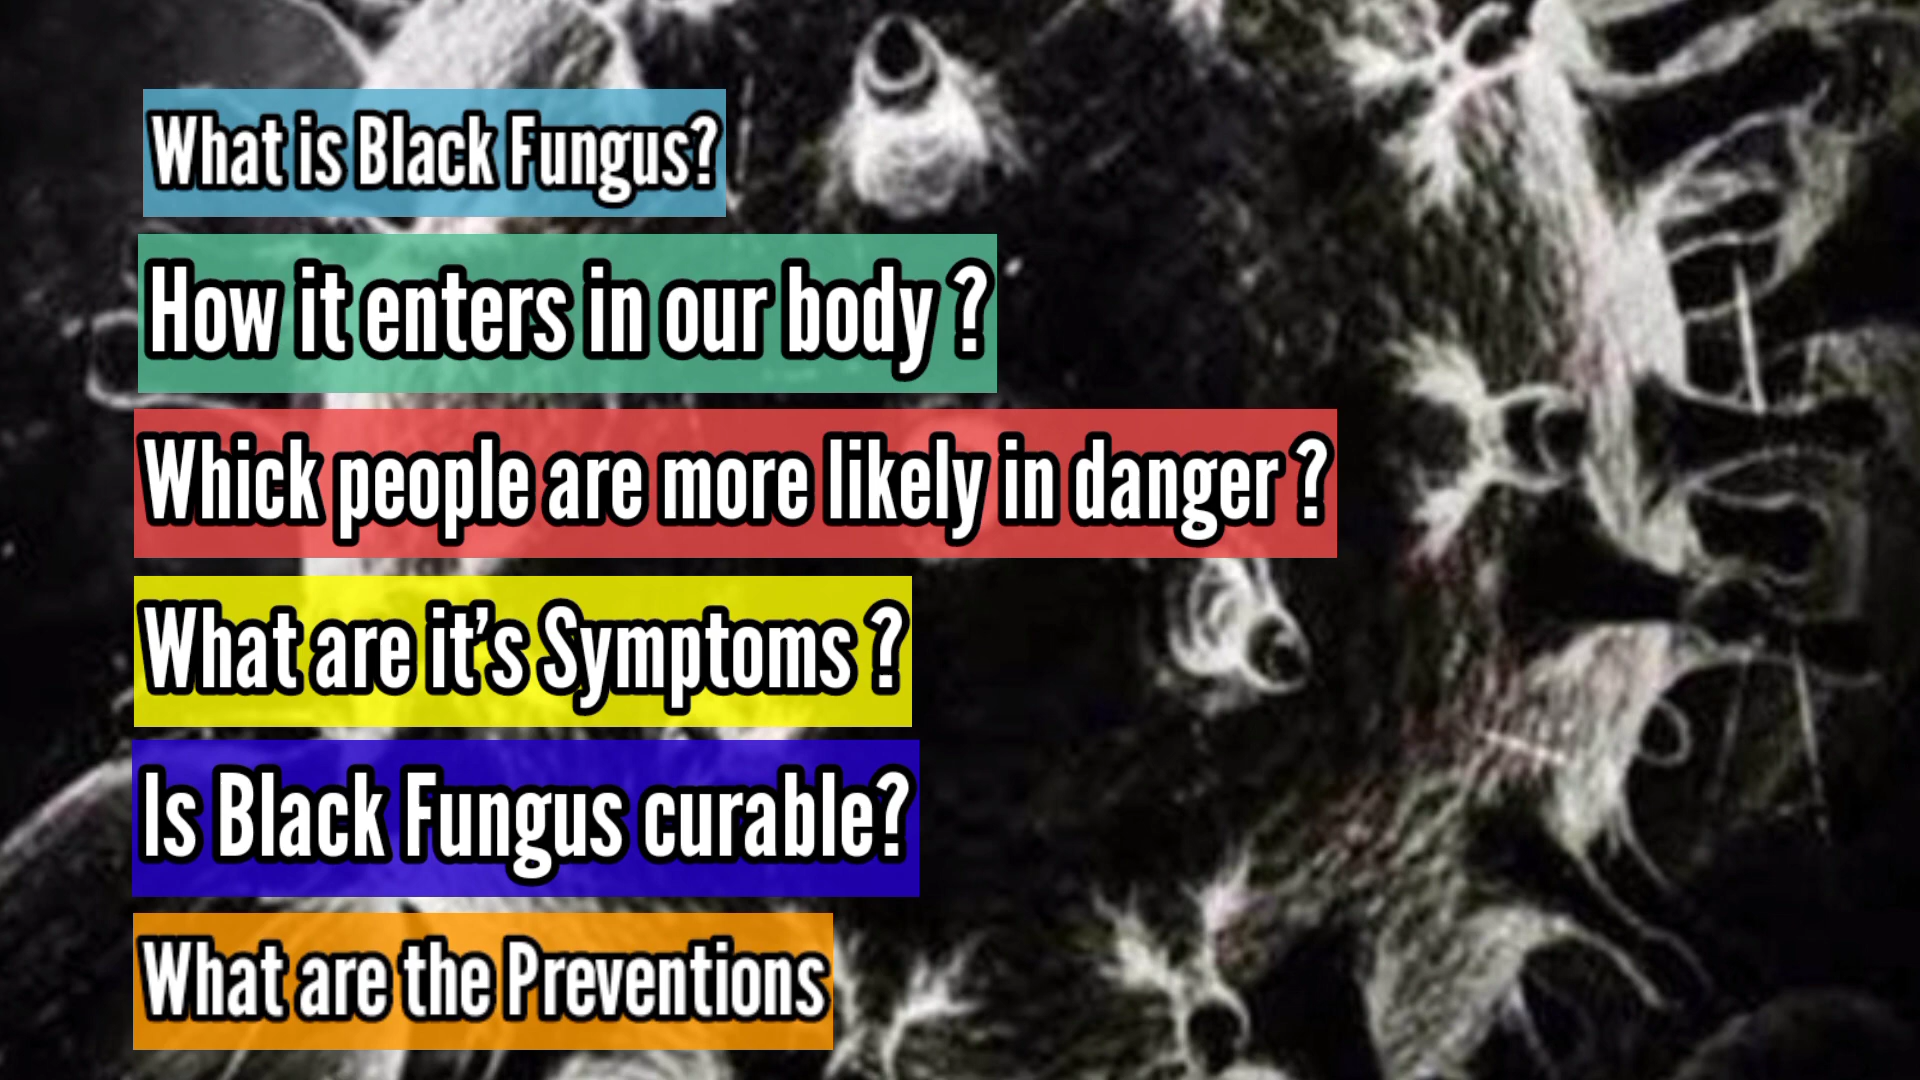 What is Black Fungus?
How it enters in our body ?
Whick people are more likely in danger ?
What are it's Symptoms ?
Is Black Fungus curable?
What are the Preventions